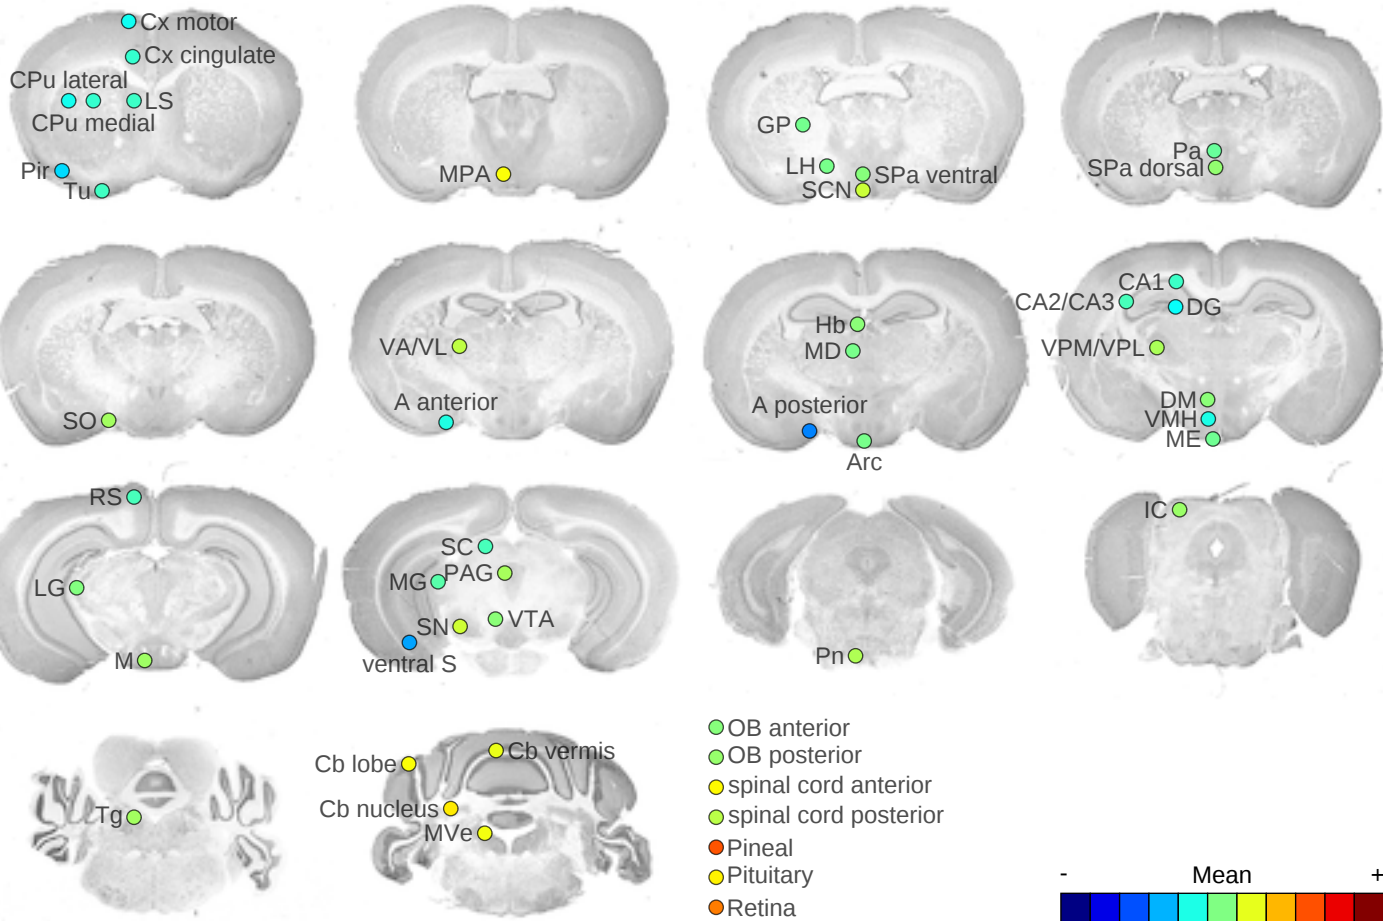 Cx motor
Cx cingulate
CPu lateral
LS
CPu medial
Pir
Tu
MPA
GP
LH
SPa ventral
SCN
Pa
SPa dorsal
SO
VA/VL
A anterior
Hb
MD
A posterior
Arc
CA1
CA2/CA3
DG
VPM/VPL
DM
VMH
ME
RS
LG
M
SC
MG
PAG
SN
VTA
ventral S
Pn
IC
Tg
Cb lobe
Cb vermis
Cb nucleus
MVe
OB anterior
OB posterior
spinal cord anterior
spinal cord posterior
Pineal
Pituitary
Retina
- Mean +